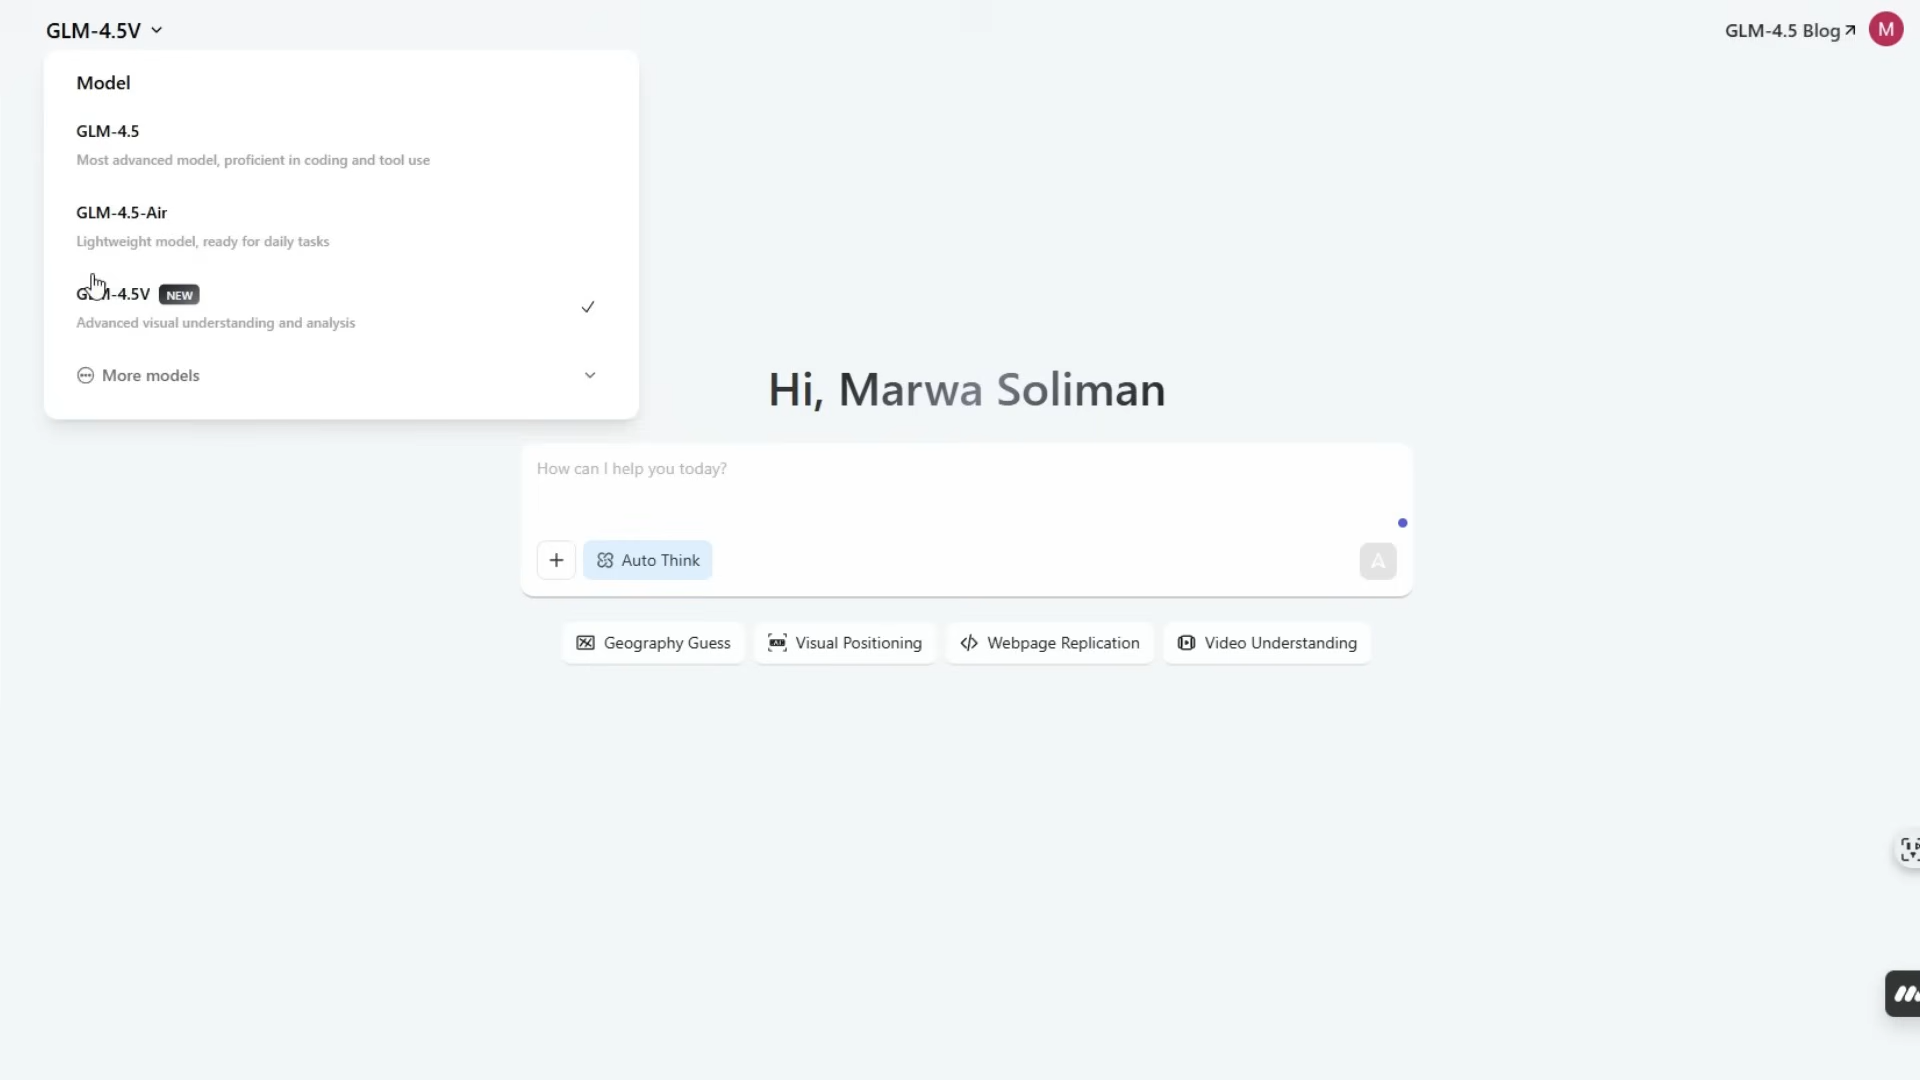 GLM-4.5V
GLM-4.5 Blog
M
Model
GLM-4.5
Most advanced model, proficient in coding and tool use
GLM-4.5-Air
Lightweight model, ready for daily tasks
GLM-4.5V NEW
Advanced visual understanding and analysis
More models
Hi, Marwa Soliman
How can I help you today?
Auto Think
Geography Guess
Visual Positioning
Webpage Replication
Video Understanding